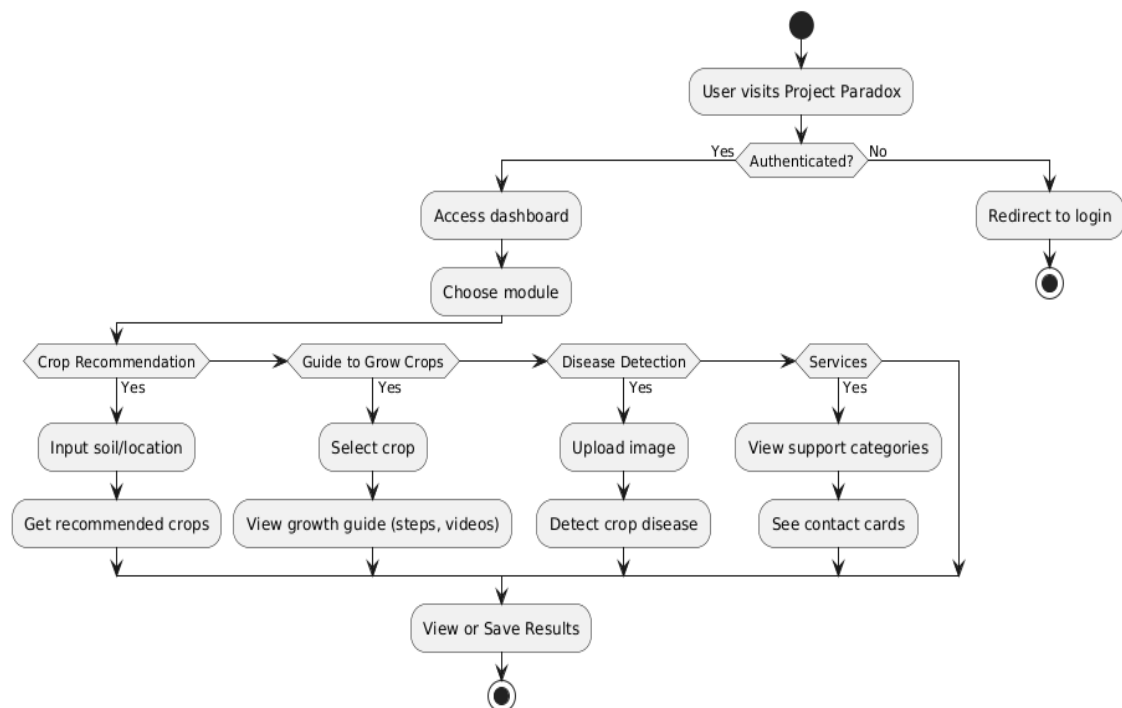 User visits Project Paradox
Yes
Authenticated?
No
Access dashboard
Redirect to login
Choose module
Crop Recommendation
Guide to Grow Crops
Disease Detection
Services
Yes
Yes
Yes
Yes
Input soil/location
Select crop
Upload image
View support categories
Get recommended crops
View growth guide (steps, videos)
Detect crop disease
See contact cards
View or Save Results